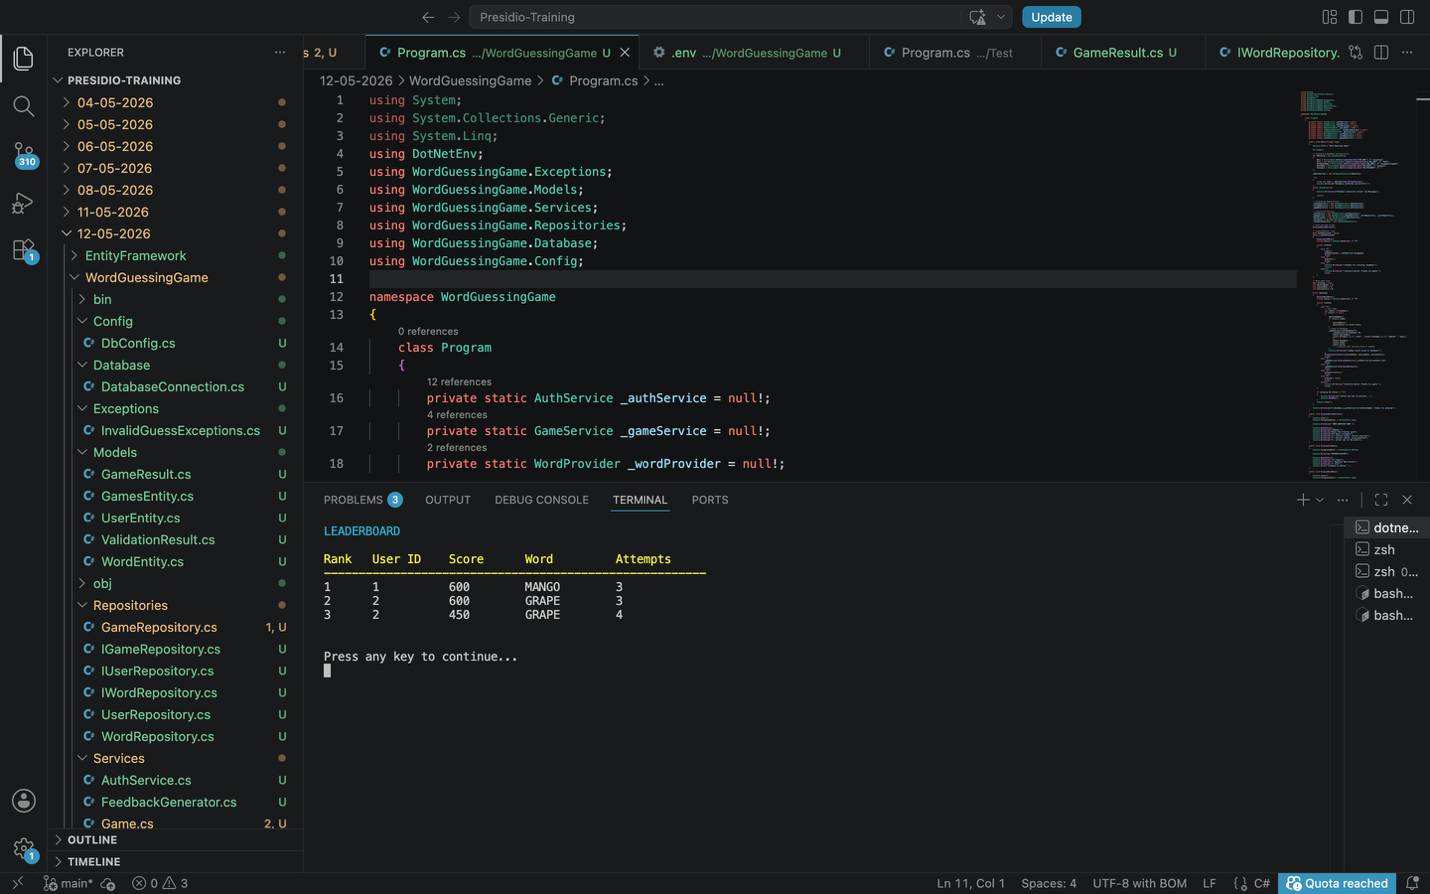 Presidio-Training
Update
EXPLORER
PRESIDIO-TRAINING
04-05-2026
05-05-2026
06-05-2026
07-05-2026
08-05-2026
11-05-2026
12-05-2026
EntityFramework
WordGuessingGame
bin
Config
DbConfig.cs U
Database
DatabaseConnection.cs U
Exceptions
InvalidGuessExceptions.cs U
Models
GameResult.cs U
GamesEntity.cs U
UserEntity.cs U
ValidationResult.cs U
WordEntity.cs U
obj
Repositories
GameRepository.cs 1, U
IGameRepository.cs U
IUserRepository.cs U
IWordRepository.cs U
UserRepository.cs U
WordRepository.cs U
Services
AuthService.cs U
FeedbackGenerator.cs U
Game.cs 2, U
OUTLINE
TIMELINE
310
1
1
s 2, U
Program.cs .../WordGuessingGame U
.env .../WordGuessingGame U
Program.cs .../Test
GameResult.cs U
IWordRepository.
12-05-2026 > WordGuessingGame > Program.cs > ...
1 using System;
2 using System.Collections.Generic;
3 using System.Linq;
4 using DotNetEnv;
5 using WordGuessingGame.Exceptions;
6 using WordGuessingGame.Models;
7 using WordGuessingGame.Services;
8 using WordGuessingGame.Repositories;
9 using WordGuessingGame.Database;
10 using WordGuessingGame.Config;
11
12 namespace WordGuessingGame
13 {
0 references
14 class Program
15 {
12 references
16 private static AuthService _authService = null!;
4 references
17 private static GameService _gameService = null!;
2 references
18 private static WordProvider _wordProvider = null!;
PROBLEMS 3 OUTPUT DEBUG CONSOLE TERMINAL PORTS
LEADERBOARD
Rank User ID Score Word Attempts
1 1 600 MANGO 3
2 2 600 GRAPE 3
3 2 450 GRAPE 4
Press any key to continue...
dotne...
zsh
zsh o...
bash...
bash...
main* 0 3 Ln 11, Col 1 Spaces: 4 UTF-8 with BOM LF {} C# Quota reached